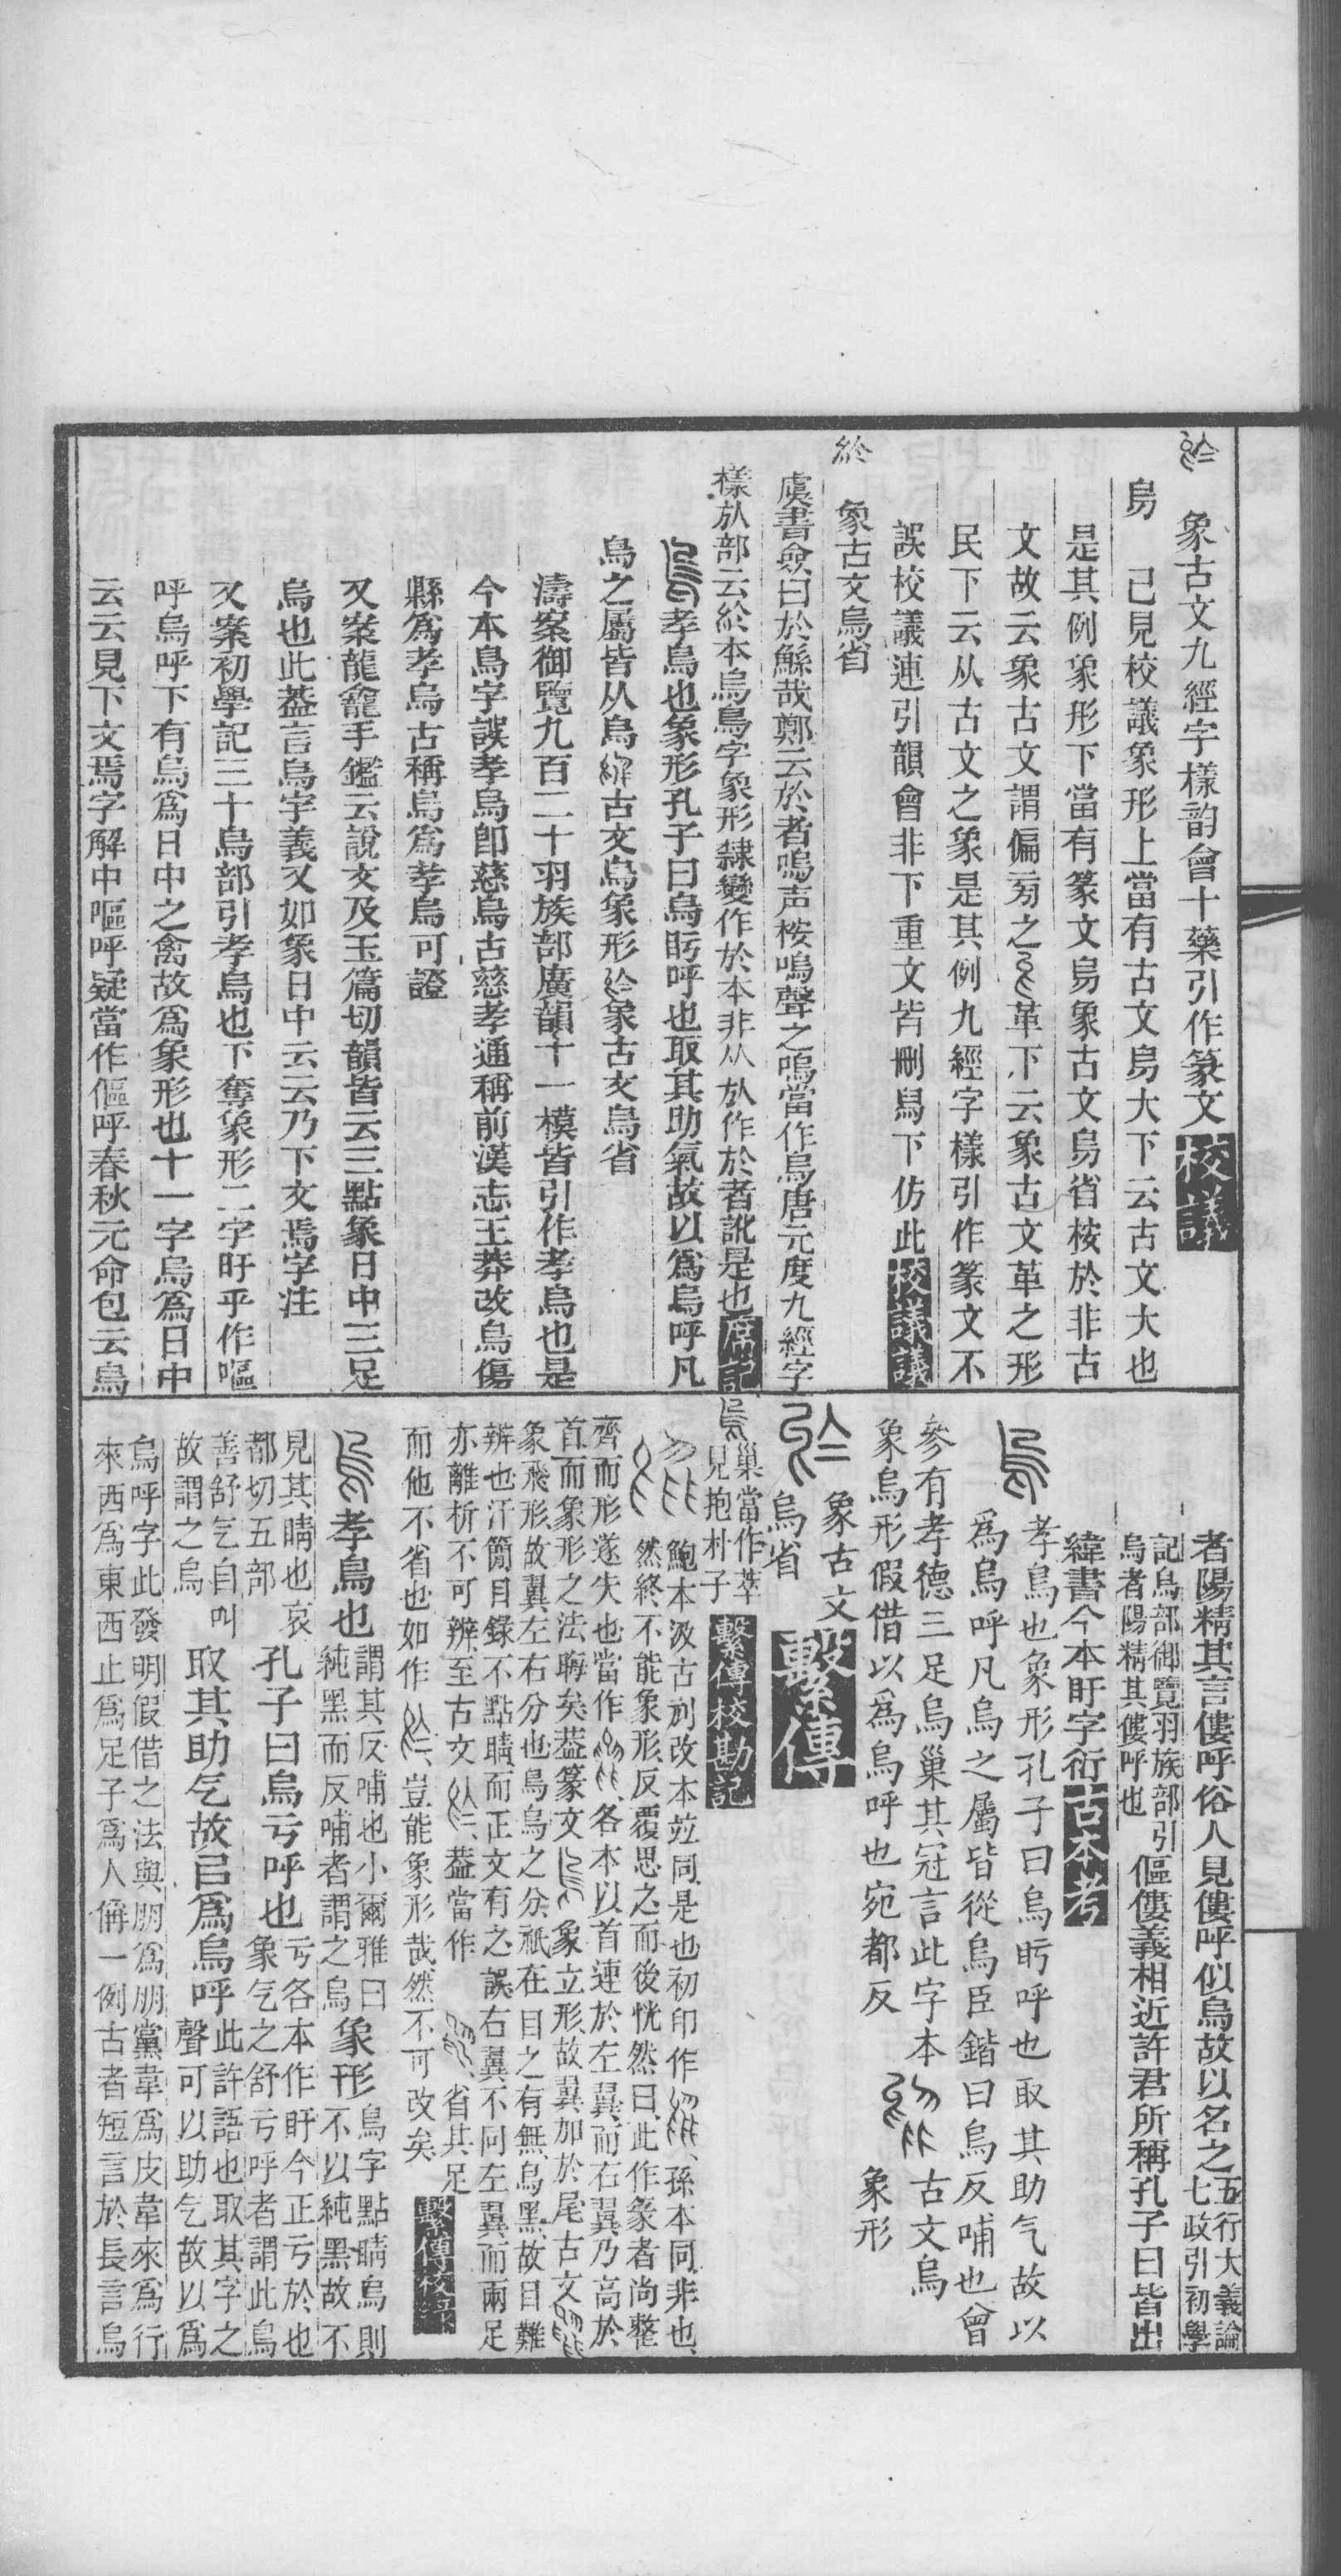 象古文九經字樣韵會十藥引作篆文校議
舃 已見校議象形上當有古文舃大下云古文大也
是其例象形下當有篆文舃象古文舃省桉於非古
文故云象古文謂偏㫄之革下云象古文革之形
民下云从古文之象是其例九經字樣引作篆文不
誤校議連引韻會非下重文皆刪舄下仿此校議議
象古文烏省
虞書僉曰於鯀哉鄭云於者嗚声桉嗚聲之嗚當作烏唐元度九經字
樣㫃部云於本烏鳥字象形隸變作於本非从㫃作於者訛是也席記
孝鳥也象形孔子曰烏盱呼也取其助氣故以爲烏呼凡
烏之屬皆从烏古文烏象形象古文烏省
濤案御覽九百二十羽族部廣韻十一模皆引作孝烏也是
今本鳥字誤孝烏卽慈烏古慈孝通稱前漢志王莽改烏傷
縣爲孝烏古稱烏爲孝烏可證
又案龍龕手鑑云說文及玉篇切韻皆云三點象日中三足
烏也此葢言烏字義又如象日中云云乃下文焉字注
又案初學記三十烏部引孝烏也下奪象形二字盱乎作嘔
呼烏呼下有烏爲日中之禽故爲象形也十一字烏爲日中
云云見下文焉字解中嘔呼疑當作傴呼春秋元命包云烏
者陽精其言僂呼俗人見僂呼似烏故以名之五行大義論七政引初學
記烏部御覽羽族部引烏者陽精其僂呼也傴僂義相近許君所稱孔子曰皆出
緯書今本盱字衍古本考
孝鳥也象形孔子曰烏盱呼也取其助气故以
爲烏呼凡烏之屬皆從烏臣鍇曰烏反哺也曾
參有孝德三足烏巢其冠言此字本古文烏
象烏形假借以爲烏呼也宛都反象形
象古文烏省繫傳
巢當作萃見抱朴子繫傳校勘記
鮑本汲古刓改本竝同是也初印作孫本同非也
然終不能象形反覆思之而後恍然曰此作篆者尚整
齊而形遂失也當作各本以首連於左翼而右翼乃高於
首而象形之法晦矣葢篆文象立形故翼加於尾古文
象飛形故翼左右分也鳥烏之分祇在目之有無烏黑故目難
辨也汗簡目錄不點睛而正文有之誤右翼不同左翼而兩足
亦離析不可辨至古文葢當作省其足
而他不省也如作豈能象形哉然不可改矣繫傳校錄
孝鳥也謂其反哺也小爾雅曰純黑而反哺者謂之烏象形鳥字點睛烏則不以純黑故不
見其睛也哀都切五部孔子曰烏亏呼也亏各本作盱今正亏於也象气之舒亏呼者謂此鳥
善舒气自叫故謂之烏取其助气故㠯爲烏呼此許語也取其字之聲可以助气故以爲
烏呼字此發明假借之法與朋爲朋黨韋爲皮韋來爲行
來西爲東西止爲足子爲人偁一例古者短言於長言烏